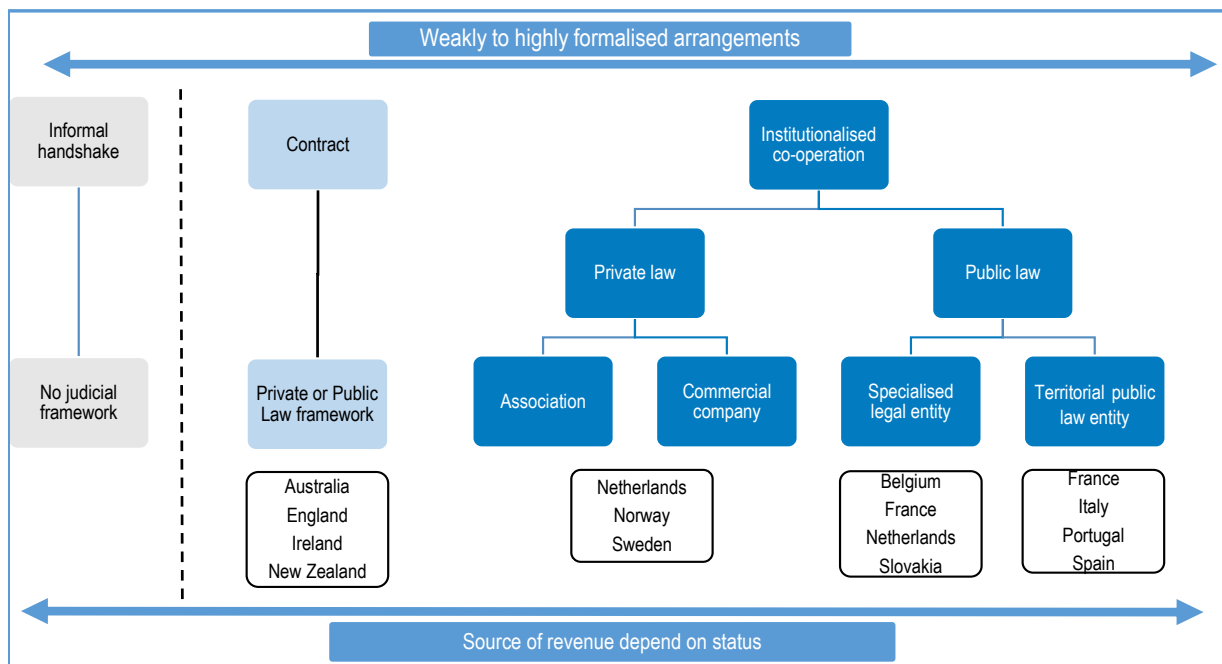 Weakly to highly formalised arrangements
Informal
handshake
Contract
Institutionalised
co-operation
Private law
Public law
No judicial
framework
Private or Public
Law framework
Association
Commercial
company
Specialised
legal entity
Territorial public
law entity
Australia
England
Ireland
New Zealand
Netherlands
Norway
Sweden
Belgium
France
Netherlands
Slovakia
France
Italy
Portugal
Spain
Source of revenue depend on status